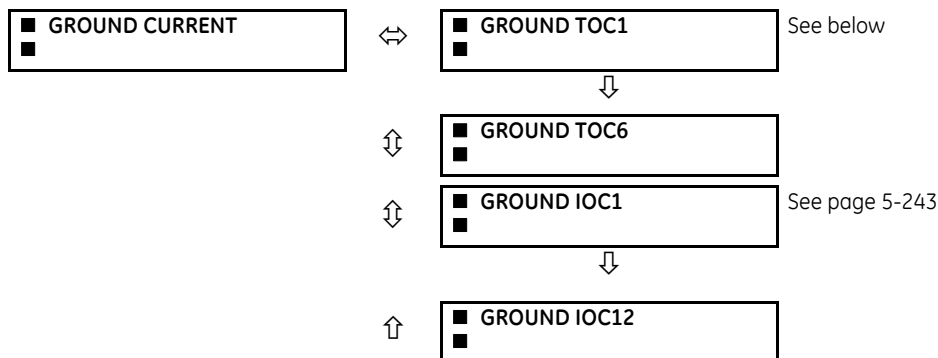 ■ GROUND CURRENT
■
■ GROUND TOC1
■
See below
■ GROUND TOC6
■
■ GROUND IOC1
■
See page 5-243
■ GROUND IOC12
■